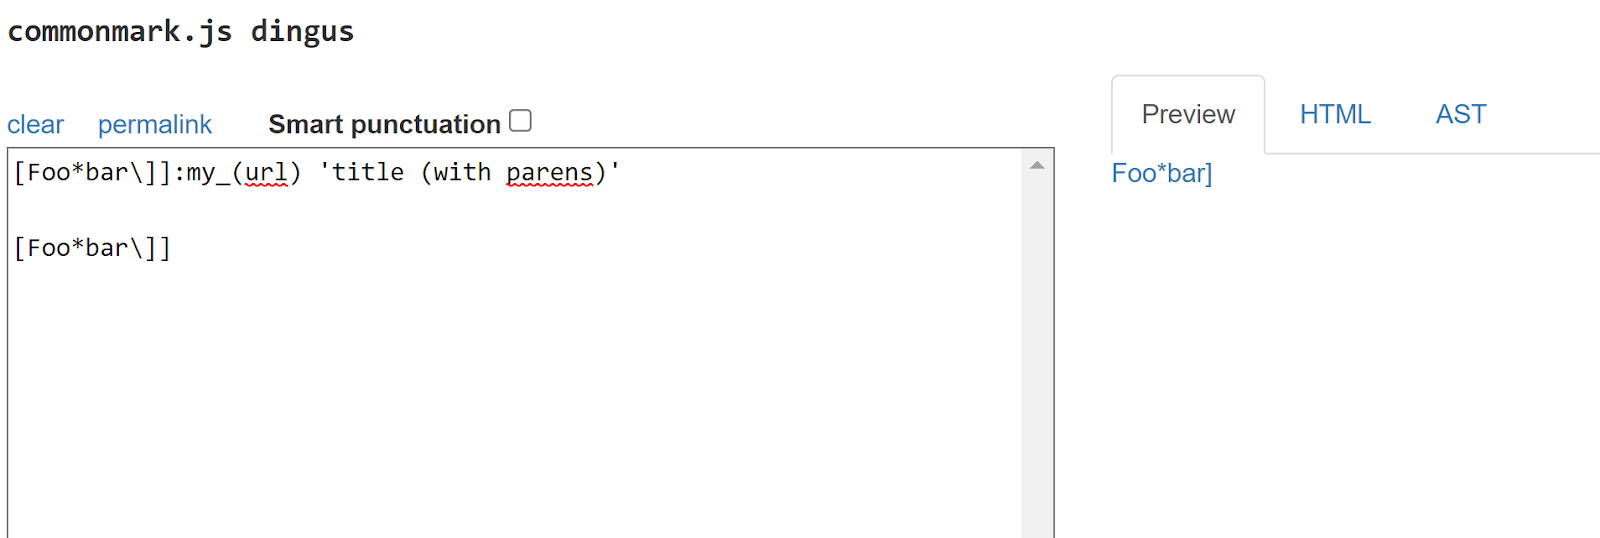 commonmark.js dingus
clear permalink Smart punctuation
Preview HTML AST
[Foo*bar\]]:my_(url) 'title (with parens)'
[Foo*bar\]]
Foo*bar]